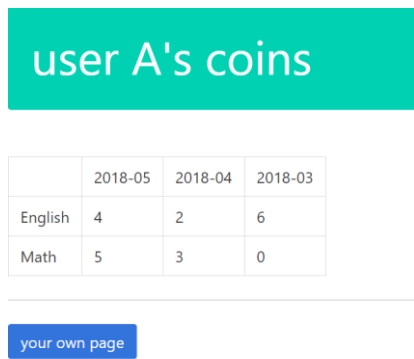 user A's coins
2018-05 2018-04 2018-03
English 4 2 6
Math 5 3 0
your own page